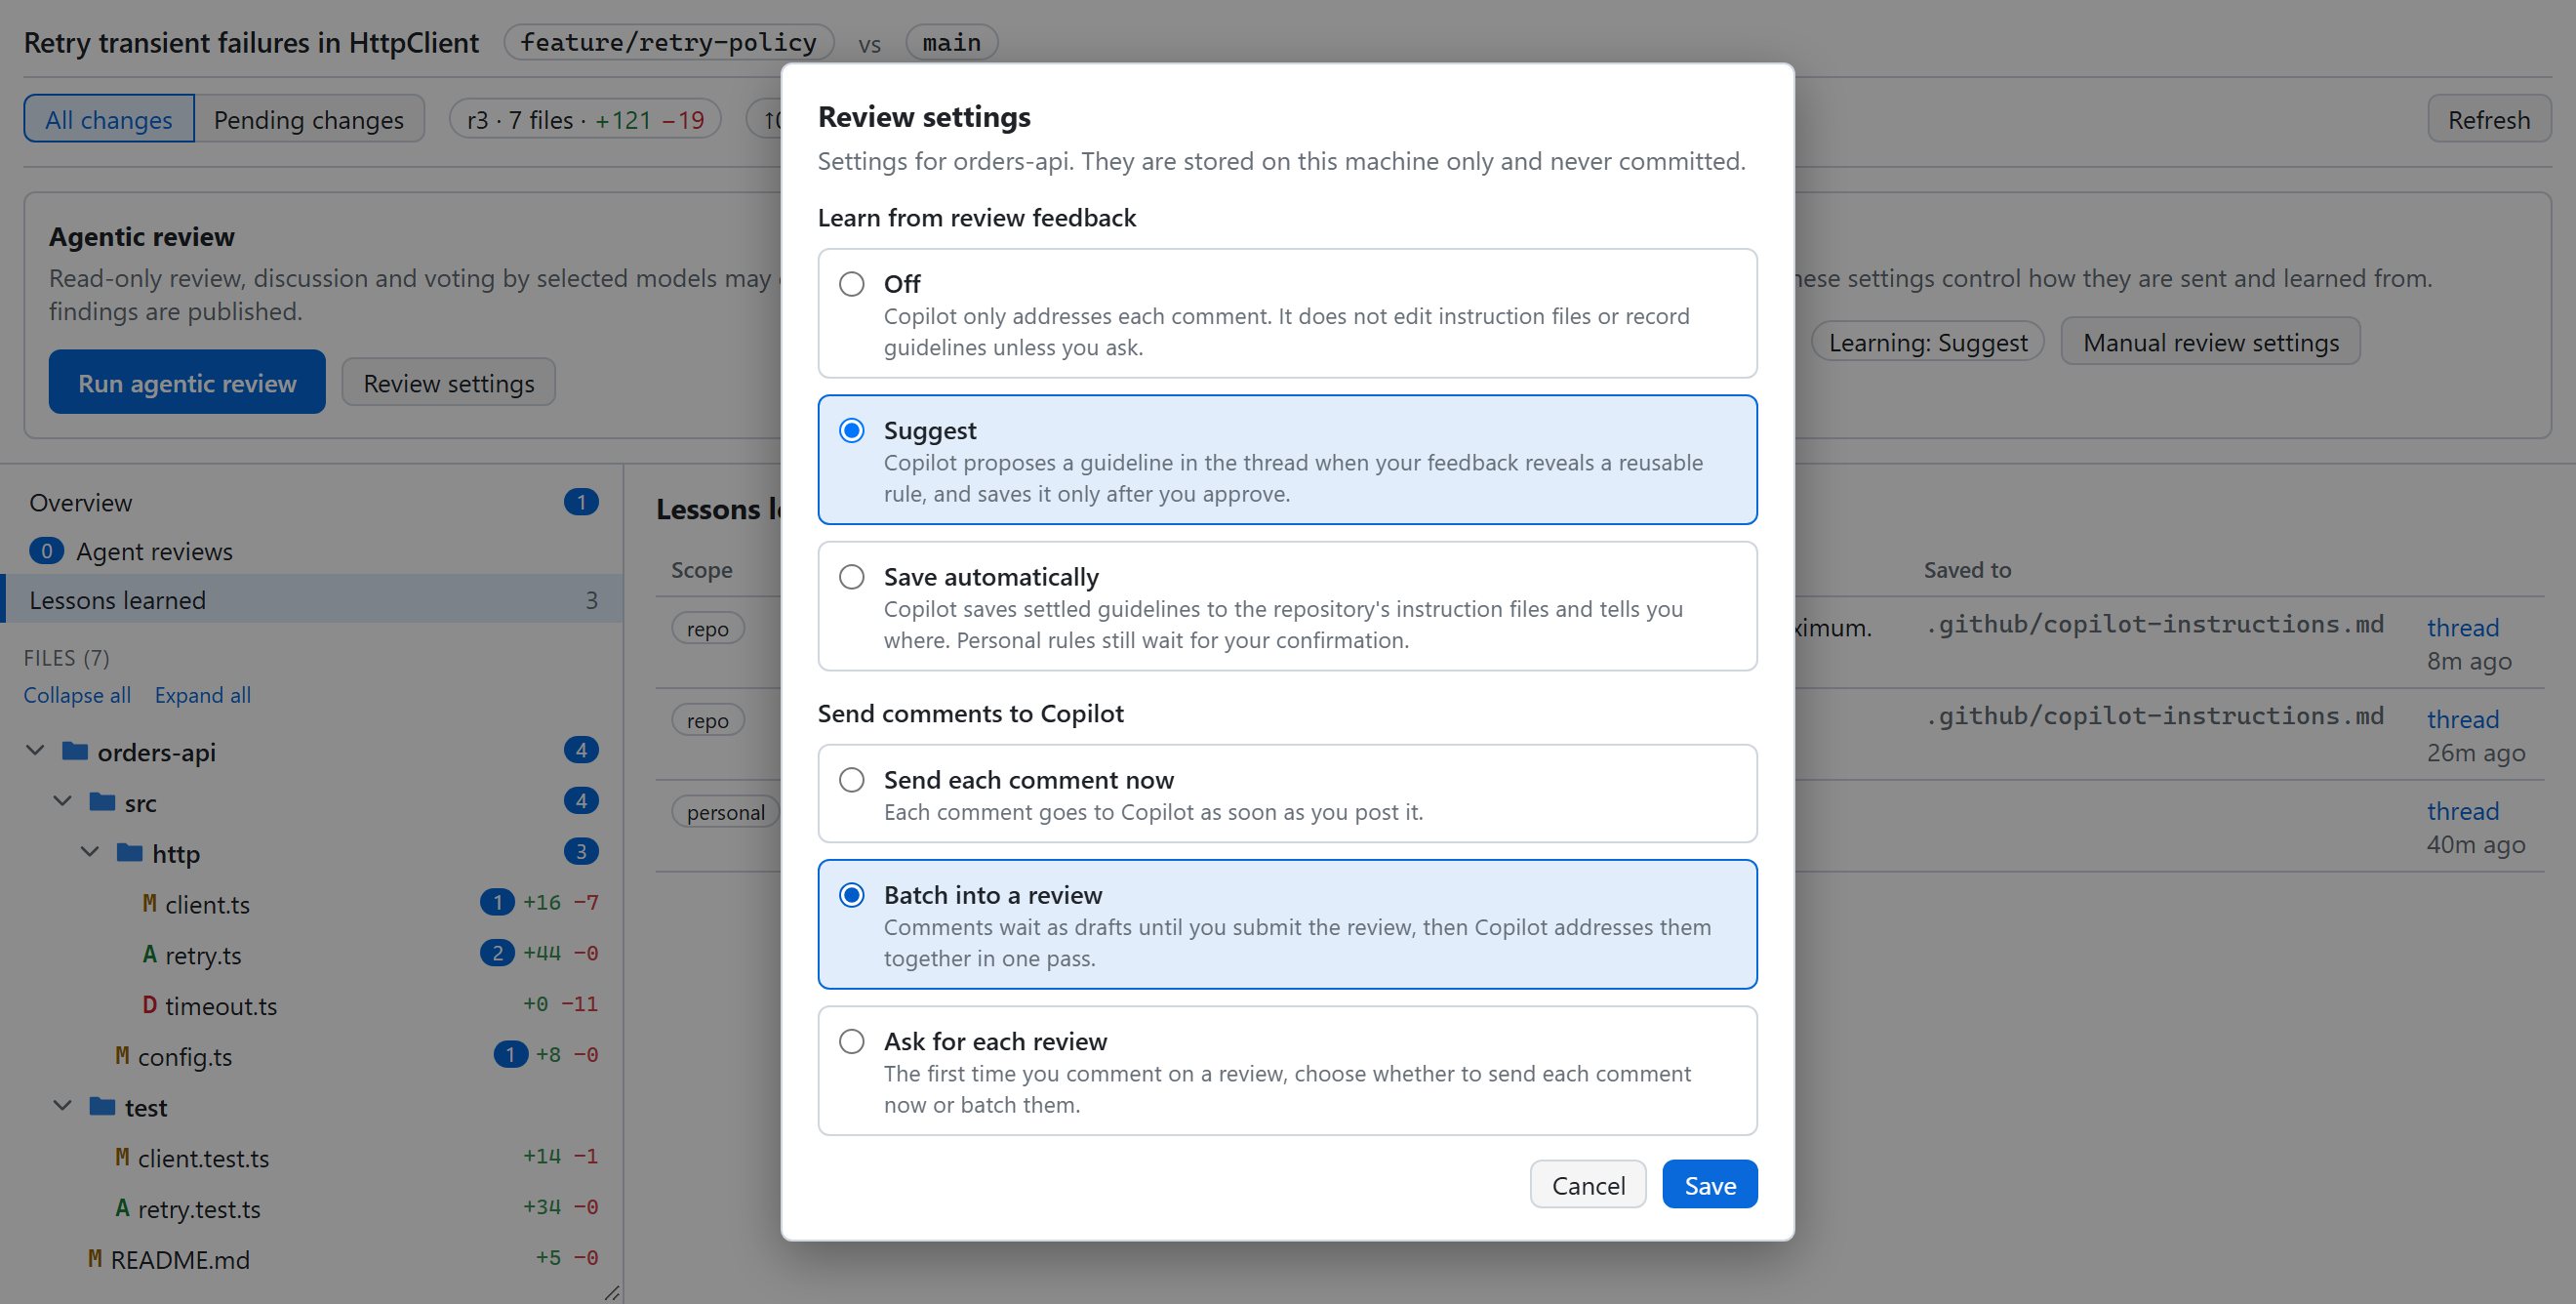 Retry transient failures in HttpClient feature/retry-policy vs main
All changes Pending changes r3 · 7 files · +121 −19 Refresh
Agentic review
Read-only review, discussion and voting by selected models may
findings are published.
Run agentic review Review settings
these settings control how they are sent and learned from.
Learning: Suggest Manual review settings
Overview 1
0 Agent reviews
Lessons learned 3
FILES (7)
Collapse all Expand all
orders-api 4
src 4
http 3
M client.ts 1 +16 −7
A retry.ts 2 +44 −0
D timeout.ts +0 −11
M config.ts 1 +8 −0
test
M client.test.ts +14 −1
A retry.test.ts +34 −0
M README.md +5 −0
Lessons
Scope Saved to
repo .github/copilot-instructions.md thread
8m ago
repo .github/copilot-instructions.md thread
26m ago
personal thread
40m ago
Review settings
Settings for orders-api. They are stored on this machine only and never committed.
Learn from review feedback
Off
Copilot only addresses each comment. It does not edit instruction files or record
guidelines unless you ask.
Suggest
Copilot proposes a guideline in the thread when your feedback reveals a reusable
rule, and saves it only after you approve.
Save automatically
Copilot saves settled guidelines to the repository's instruction files and tells you
where. Personal rules still wait for your confirmation.
Send comments to Copilot
Send each comment now
Each comment goes to Copilot as soon as you post it.
Batch into a review
Comments wait as drafts until you submit the review, then Copilot addresses them
together in one pass.
Ask for each review
The first time you comment on a review, choose whether to send each comment
now or batch them.
Cancel Save